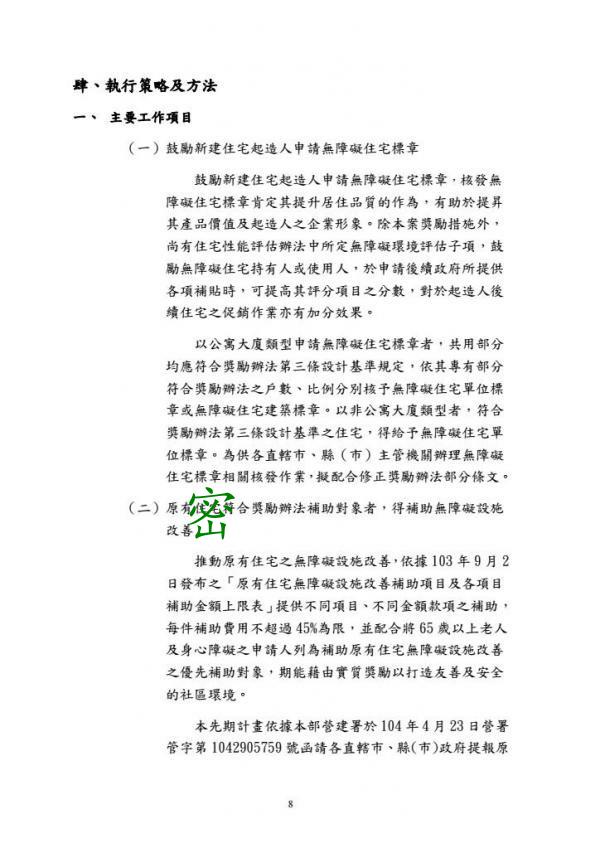 肆、執行策略及方法
一、 主要工作項目
（一）鼓勵新建住宅起造人申請無障礙住宅標章
鼓勵新建住宅起造人申請無障礙住宅標章，核發無
障礙住宅標章肯定其提升居住品質的作為，有助於提昇
其產品價值及起造人之企業形象。除本案獎勵措施外，
尚有住宅性能評估辦法中所定無障礙環境評估子項，鼓
勵無障礙住宅持有人或使用人，於申請後續政府所提供
各項補貼時，可提高其評分項目之分數，對於起造人後
續住宅之促銷作業亦有加分效果。
以公寓大廈類型申請無障礙住宅標章者，共用部分
均應符合獎勵辦法第三條設計基準規定，依其專有部分
符合獎勵辦法之戶數、比例分別核予無障礙住宅單位標
章或無障礙住宅建築標章。以非公寓大廈類型者，符合
獎勵辦法第三條設計基準之住宅，得給予無障礙住宅單
位標章。為供各直轄市、縣（市）主管機關辦理無障礙
住宅標章相關核發作業，擬配合修正獎勵辦法部分條文。
（二）原有住宅符合獎勵辦法補助對象者，得補助無障礙設施
改善
密
推動原有住宅之無障礙設施改善，依據 103 年 9 月 2
日發布之「原有住宅無障礙設施改善補助項目及各項目
補助金額上限表」提供不同項目、不同金額款項之補助，
每件補助費用不超過 45%為限，並配合將 65 歲以上老人
及身心障礙之申請人列為補助原有住宅無障礙設施改善
之優先補助對象，期能藉由實質獎勵以打造友善及安全
的社區環境。
本先期計畫依據本部營建署於 104 年 4 月 23 日營署
管字第 1042905759 號函請各直轄市、縣(市)政府提報原
8